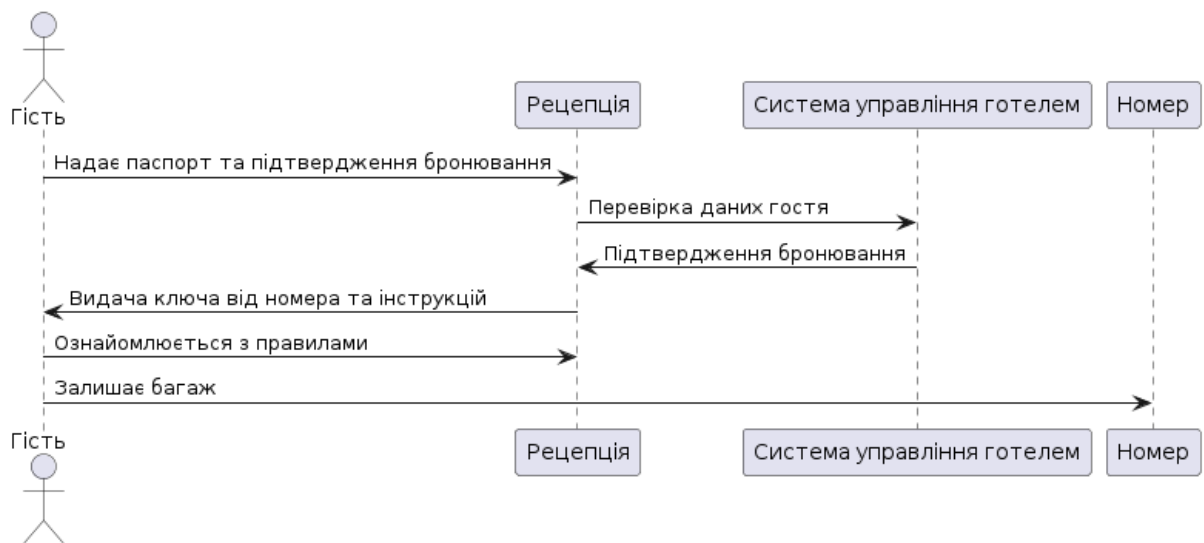 Гість
Рецепція
Система управління готелем
Номер
Надає паспорт та підтвердження бронювання
Перевірка даних гостя
Підтвердження бронювання
Видача ключа від номера та інструкцій
Ознайомлюється з правилами
Залишає багаж
Гість
Рецепція
Система управління готелем
Номер